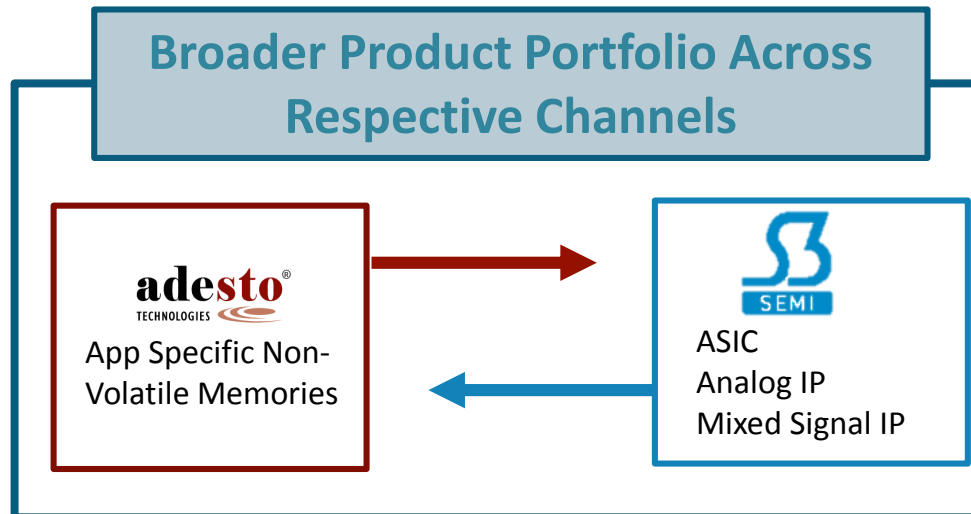 Broader Product Portfolio Across
Respective Channels
adesto®
TECHNOLOGIES
App Specific Non-
Volatile Memories
S3
SEMI
ASIC
Analog IP
Mixed Signal IP